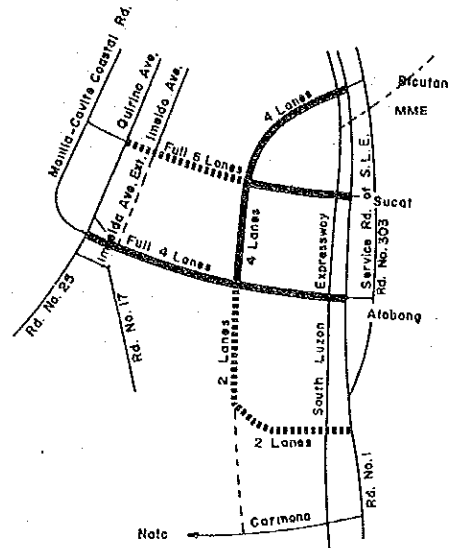 Manila-Cavite Coastal Rd.
Quirino Ave.
Imelda Ave.
Imelda Ave. Ext.
Full 6 Lanes
4 Lanes
Bicutan
MME
Sucat
Full 4 Lanes
4 Lanes
Expressway
South Luzon
Service Rd. of S.L.E.
Rd. No. 303
Alabang
Rd. No. 25
Rd. No. 17
2 Lanes
2 Lanes
Rd. No. 1
Carmona
Naic